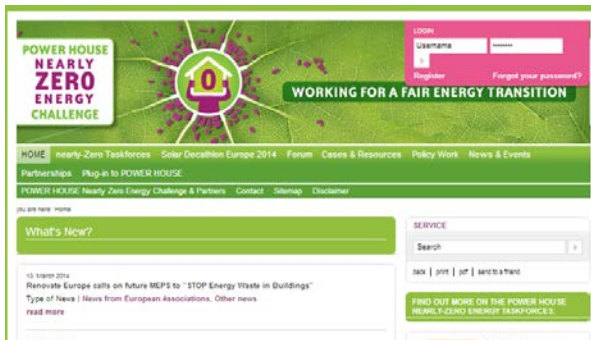 POWER HOUSE
NEARLY
ZERO
ENERGY
CHALLENGE
0
LOGIN
Username
••••••••
Register Forgot your password?
WORKING FOR A FAIR ENERGY TRANSITION
HOME nearly-Zero Taskforces Solar Decathlon Europe 2014 Forum Cases & Resources Policy Work News & Events
Partnerships Plug-in to POWER HOUSE
POWER HOUSE Nearly Zero Energy Challenge & Partners Contact Sitemap Disclaimer
you are here: Home
What's New?
13. March 2014
Renovate Europe calls on future MEPS to "STOP Energy Waste in Buildings"
Type of News | News from European Associations, Other news
read more
SERVICE
Search
back | print | pdf | send to a friend
FIND OUT MORE ON THE POWER HOUSE
NEARLY-ZERO ENERGY TASKFORCES: